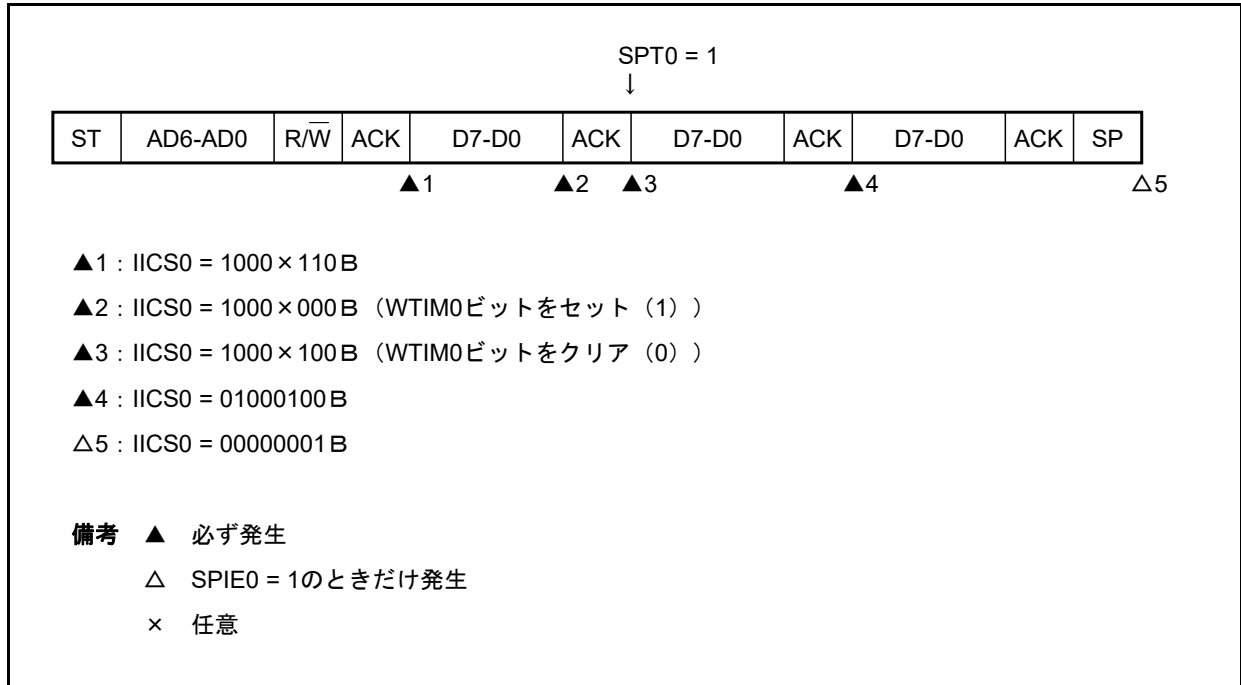 SPT0 = 1
↓
ST AD6-AD0 R/W̅ ACK D7-D0 ACK D7-D0 ACK D7-D0 ACK SP
▲1 ▲2 ▲3 ▲4 △5
▲1：IICS0 = 1000×110B
▲2：IICS0 = 1000×000B（WTIM0ビットをセット（1））
▲3：IICS0 = 1000×100B（WTIM0ビットをクリア（0））
▲4：IICS0 = 01000100B
△5：IICS0 = 00000001B
備考 ▲ 必ず発生
△ SPIE0 = 1のときだけ発生
× 任意